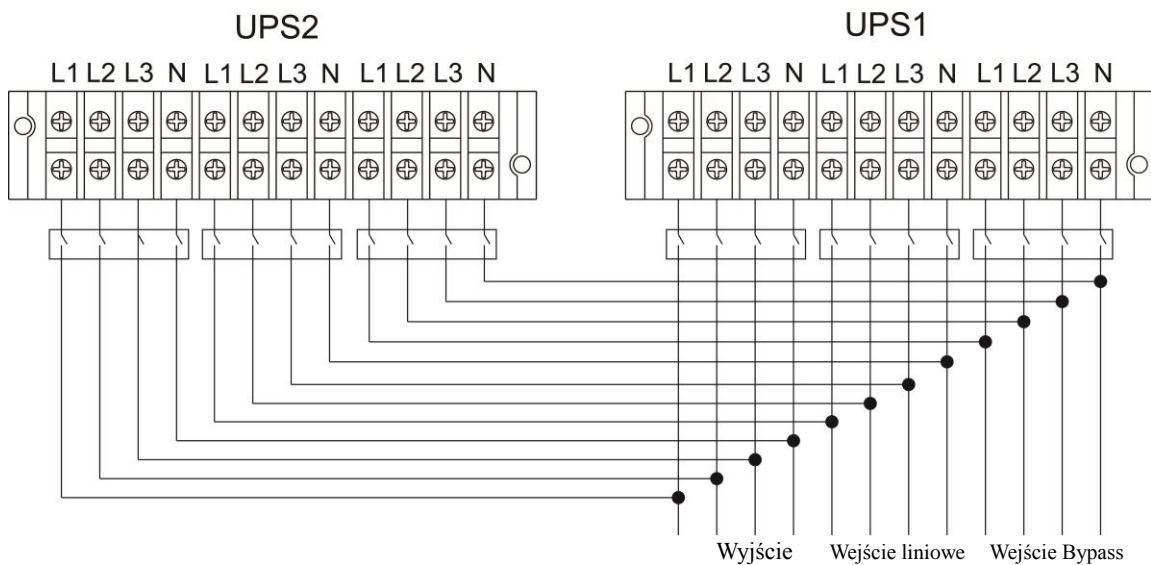 UPS2 UPS1
L1 L2 L3 N L1 L2 L3 N L1 L2 L3 N L1 L2 L3 N L1 L2 L3 N L1 L2 L3 N
Wyjście Wejście liniowe Wejście Bypass